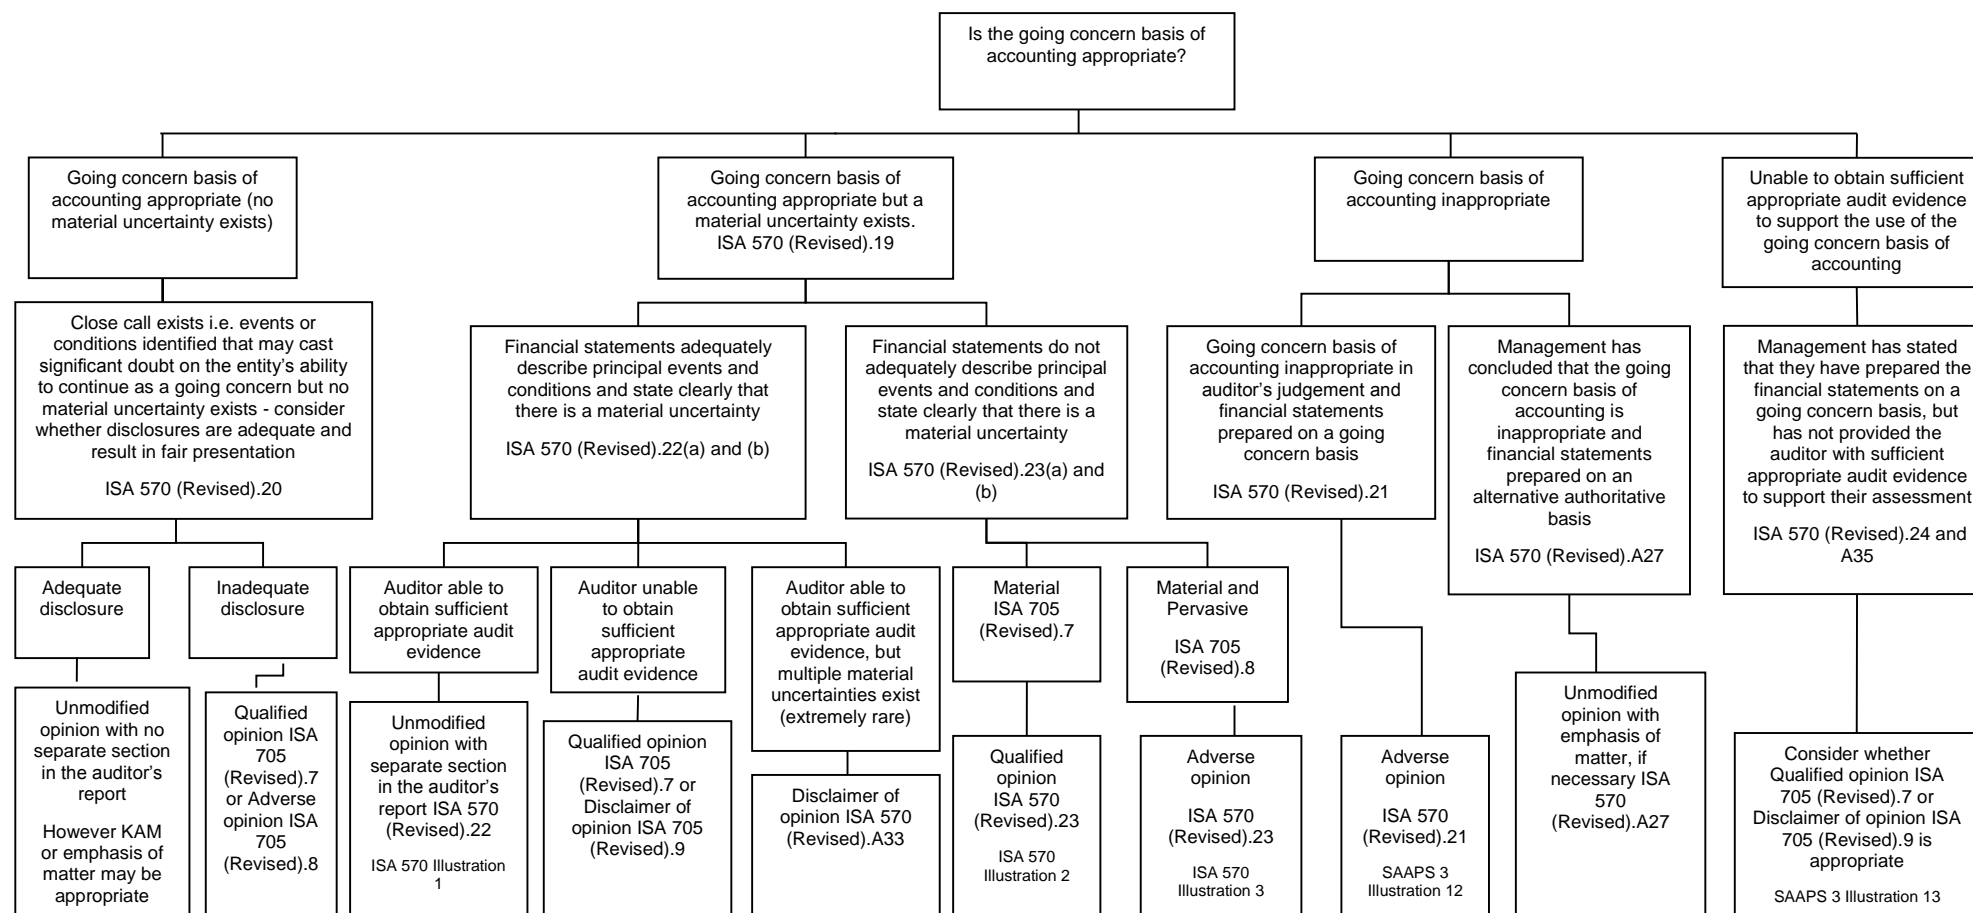 Is the going concern basis of
accounting appropriate?
Going concern basis of
accounting appropriate (no
material uncertainty exists)
Going concern basis of
accounting appropriate but a
material uncertainty exists.
ISA 570 (Revised).19
Going concern basis of
accounting inappropriate
Unable to obtain sufficient
appropriate audit evidence
to support the use of the
going concern basis of
accounting
Close call exists i.e. events or
conditions identified that may cast
significant doubt on the entity's ability
to continue as a going concern but no
material uncertainty exists - consider
whether disclosures are adequate and
result in fair presentation
ISA 570 (Revised).20
Financial statements adequately
describe principal events and
conditions and state clearly that
there is a material uncertainty
ISA 570 (Revised).22(a) and (b)
Financial statements do not
adequately describe principal
events and conditions and
state clearly that there is a
material uncertainty
ISA 570 (Revised).23(a) and
(b)
Going concern basis of
accounting inappropriate in
auditor's judgement and
financial statements
prepared on a going
concern basis
ISA 570 (Revised).21
Management has
concluded that the going
concern basis of
accounting is
inappropriate and
financial statements
prepared on an
alternative authoritative
basis
ISA 570 (Revised).A27
Management has stated
that they have prepared the
financial statements on a
going concern basis, but
has not provided the
auditor with sufficient
appropriate audit evidence
to support their assessment
ISA 570 (Revised).24 and
A35
Adequate
disclosure
Inadequate
disclosure
Auditor able to
obtain sufficient
appropriate audit
evidence
Auditor unable
to obtain
sufficient
appropriate
audit evidence
Auditor able to
obtain sufficient
appropriate audit
evidence, but
multiple material
uncertainties exist
(extremely rare)
Material
ISA 705
(Revised).7
Material and
Pervasive
ISA 705
(Revised).8
Unmodified
opinion with no
separate section
in the auditor's
report
However KAM
or emphasis of
matter may be
appropriate
Qualified
opinion ISA
705
(Revised).7
or Adverse
opinion ISA
705
(Revised).8
Unmodified
opinion with
separate section
in the auditor's
report ISA 570
(Revised).22
ISA 570 Illustration
1
Qualified opinion
ISA 705
(Revised).7 or
Disclaimer of
opinion ISA 705
(Revised).9
Disclaimer of
opinion ISA 570
(Revised).A33
Qualified
opinion
ISA 570
(Revised).23
ISA 570
Illustration 2
Adverse
opinion
ISA 570
(Revised).23
ISA 570
Illustration 3
Adverse
opinion
ISA 570
(Revised).21
SAAPS 3
Illustration 12
Unmodified
opinion with
emphasis of
matter, if
necessary ISA
570
(Revised).A27
Consider whether
Qualified opinion ISA
705 (Revised).7 or
Disclaimer of opinion ISA
705 (Revised).9 is
appropriate
SAAPS 3 Illustration 13